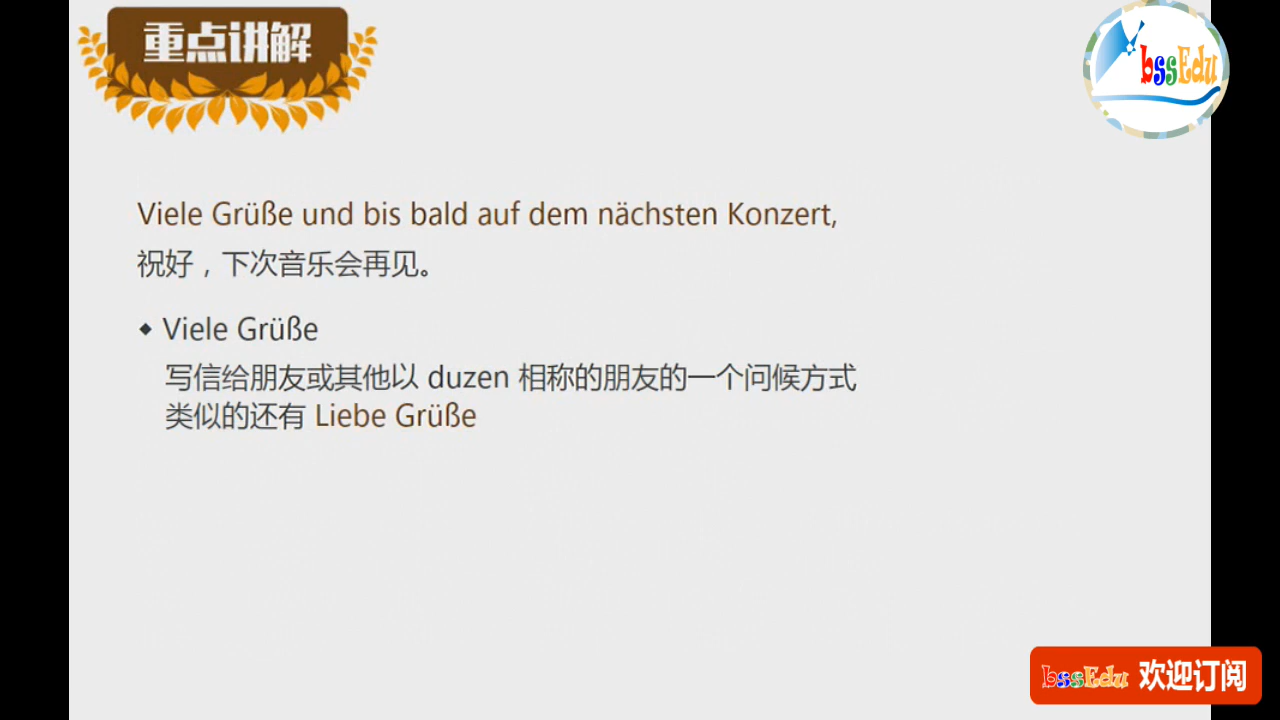 重点讲解
bssEdu
Viele Grüße und bis bald auf dem nächsten Konzert,
祝好，下次音乐会再见。
◆ Viele Grüße
写信给朋友或其他以 duzen 相称的朋友的一个问候方式
类似的还有 Liebe Grüße
bssEdu 欢迎订阅